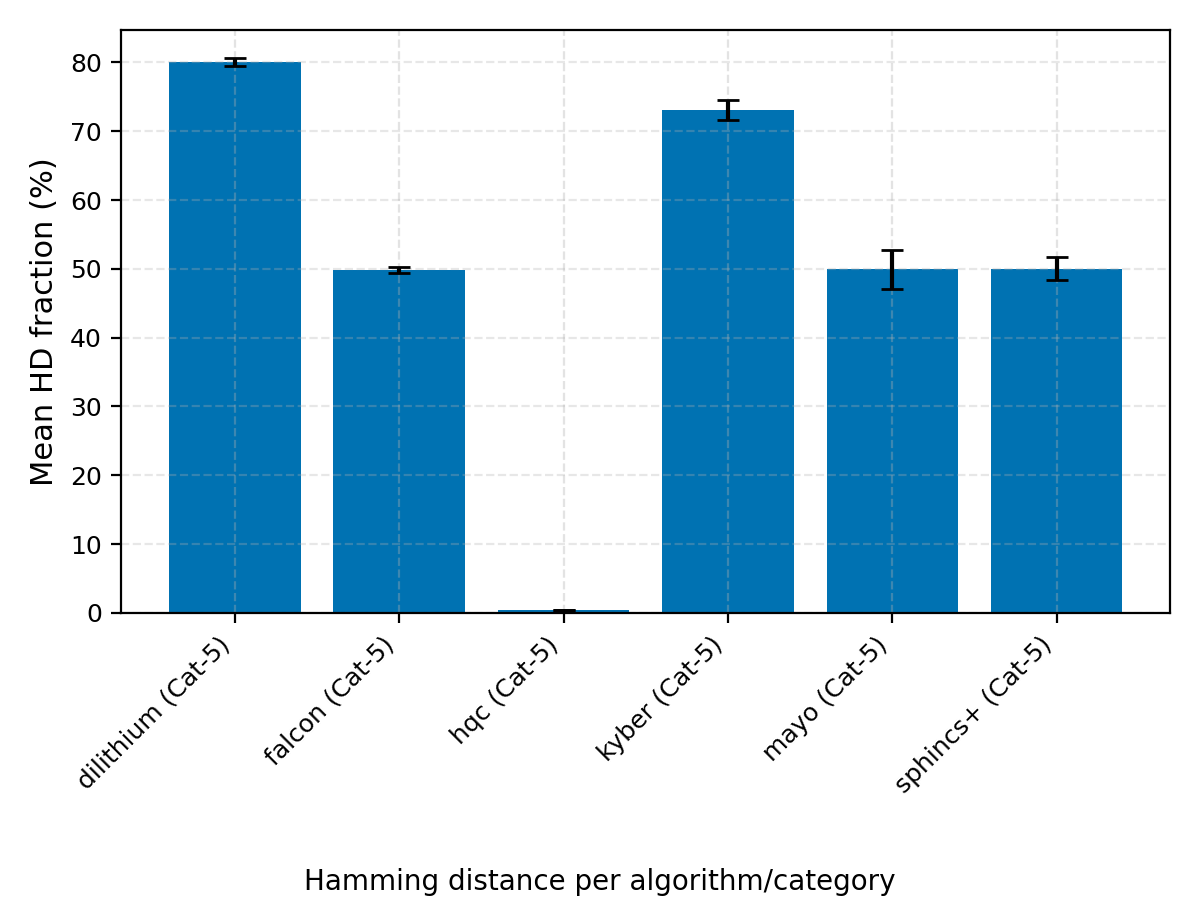 Mean HD fraction (%)
80
70
60
50
40
30
20
10
0
dilithium (Cat-5)
falcon (Cat-5)
hqc (Cat-5)
kyber (Cat-5)
mayo (Cat-5)
sphincs+ (Cat-5)
Hamming distance per algorithm/category